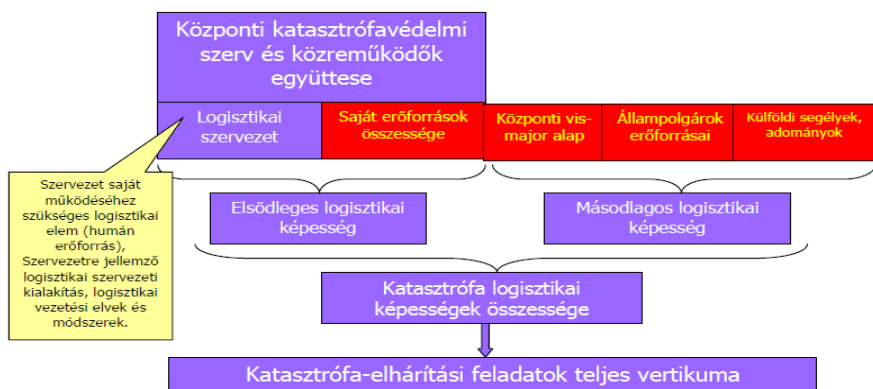 Központi katasztrófavédelmi
szerv és közreműködők
együttese
Logisztikai
szervezet
Saját erőforrások
összessége
Központi vis-
major alap
Állampolgárok
erőforrásai
Külföldi segélyek,
adományok
Szervezet saját
működéséhez
szükséges logisztikai
elem (humán
erőforrás),
Szervezetre jellemző
logisztikai szervezeti
kialakítás, logisztikai
vezetési elvek és
módszerek.
Elsődleges logisztikai
képesség
Másodlagos logisztikai
képesség
Katasztrófa logisztikai
képességek összessége
Katasztrófa-elhárítási feladatok teljes vertikuma